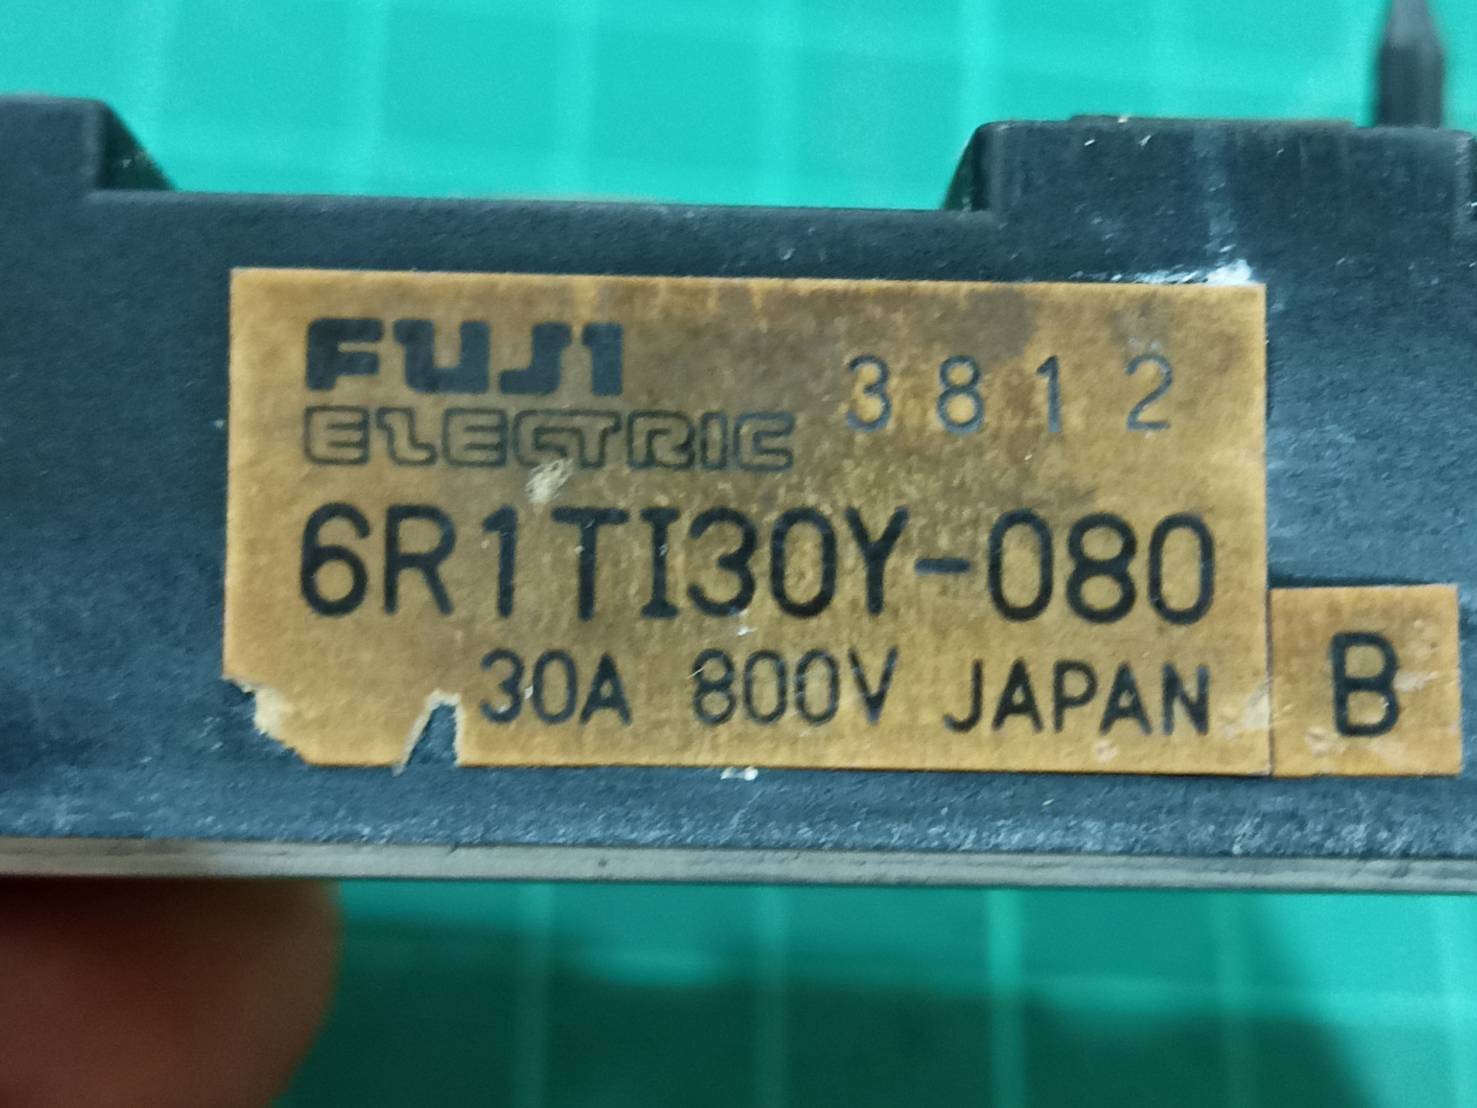 FUJI
ELECTRIC
3812
6R1TI30Y-080
30A 800V JAPAN
B